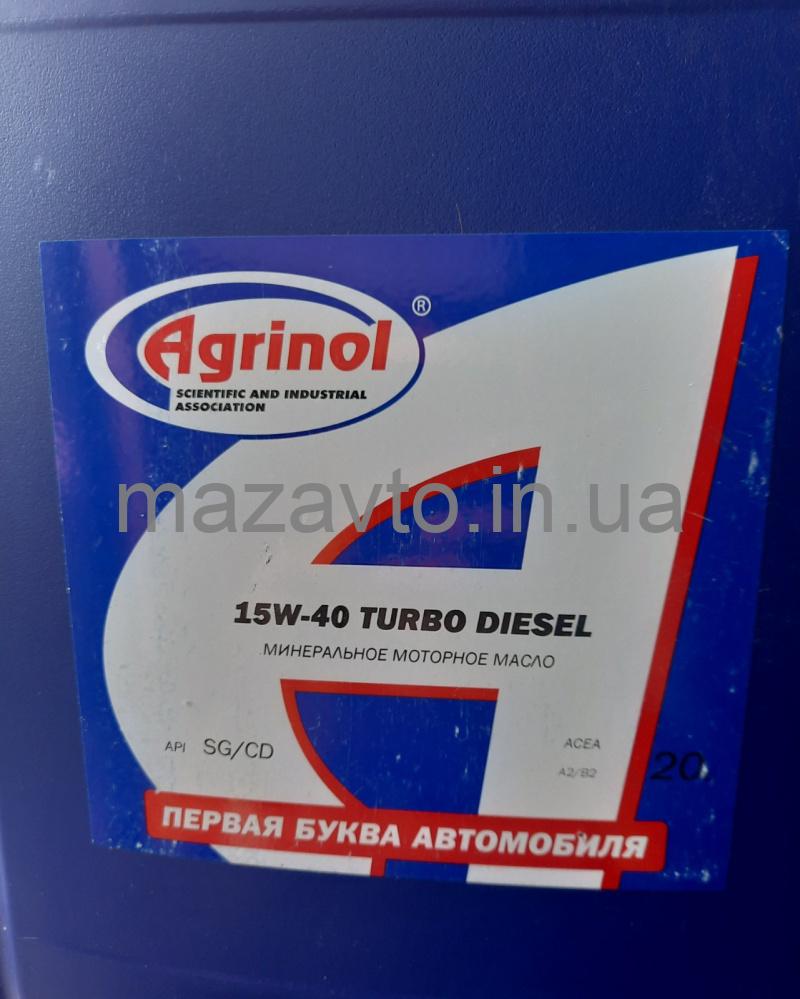 Agrinol ®
SCIENTIFIC AND INDUSTRIAL
ASSOCIATION
mazavto.in.ua
15W-40 TURBO DIESEL
МИНЕРАЛЬНОЕ МОТОРНОЕ МАСЛО
API SG/CD
ACEA
A2/B2
20
ПЕРВАЯ БУКВА АВТОМОБИЛЯ